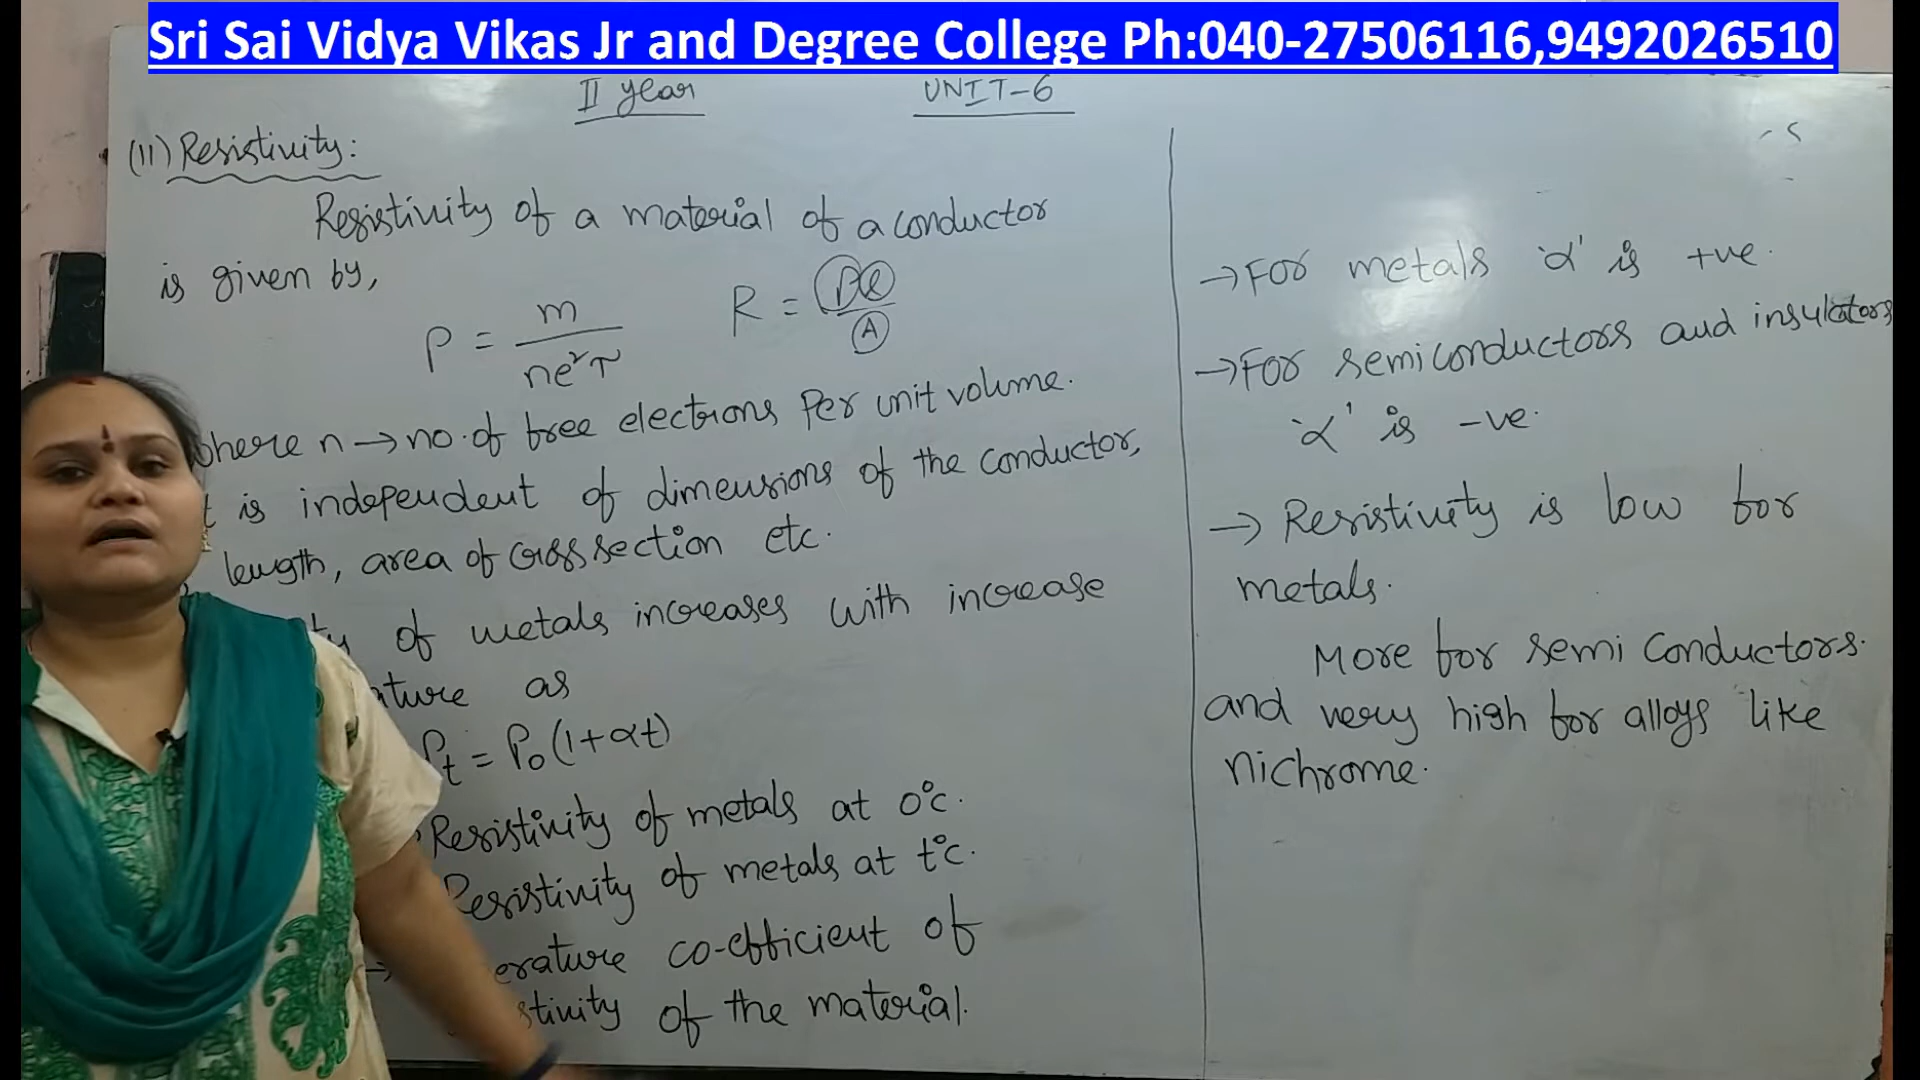 Sri Sai Vidya Vikas Jr and Degree College Ph:040-27506116,9492026510
II year
UNIT-6
(11) Resistivity:
Resistivity of a material of a conductor
is given by,
ρ = m / ne²τ
R = ρl / A
where n → no. of free electrons per unit volume.
is independent of dimensions of the conductor,
length, area of cross section etc.
of metals increases with increase
as
ρt = ρ0 (1+αt)
Resistivity of metals at 0°c.
Resistivity of metals at t°c.
co-efficient of
of the material.
→ For metals 'α' is +ve.
→ For semiconductors and insulators
'α' is -ve.
→ Resistivity is low for
metals.
More for semi conductors.
and very high for alloys like
nichrome.